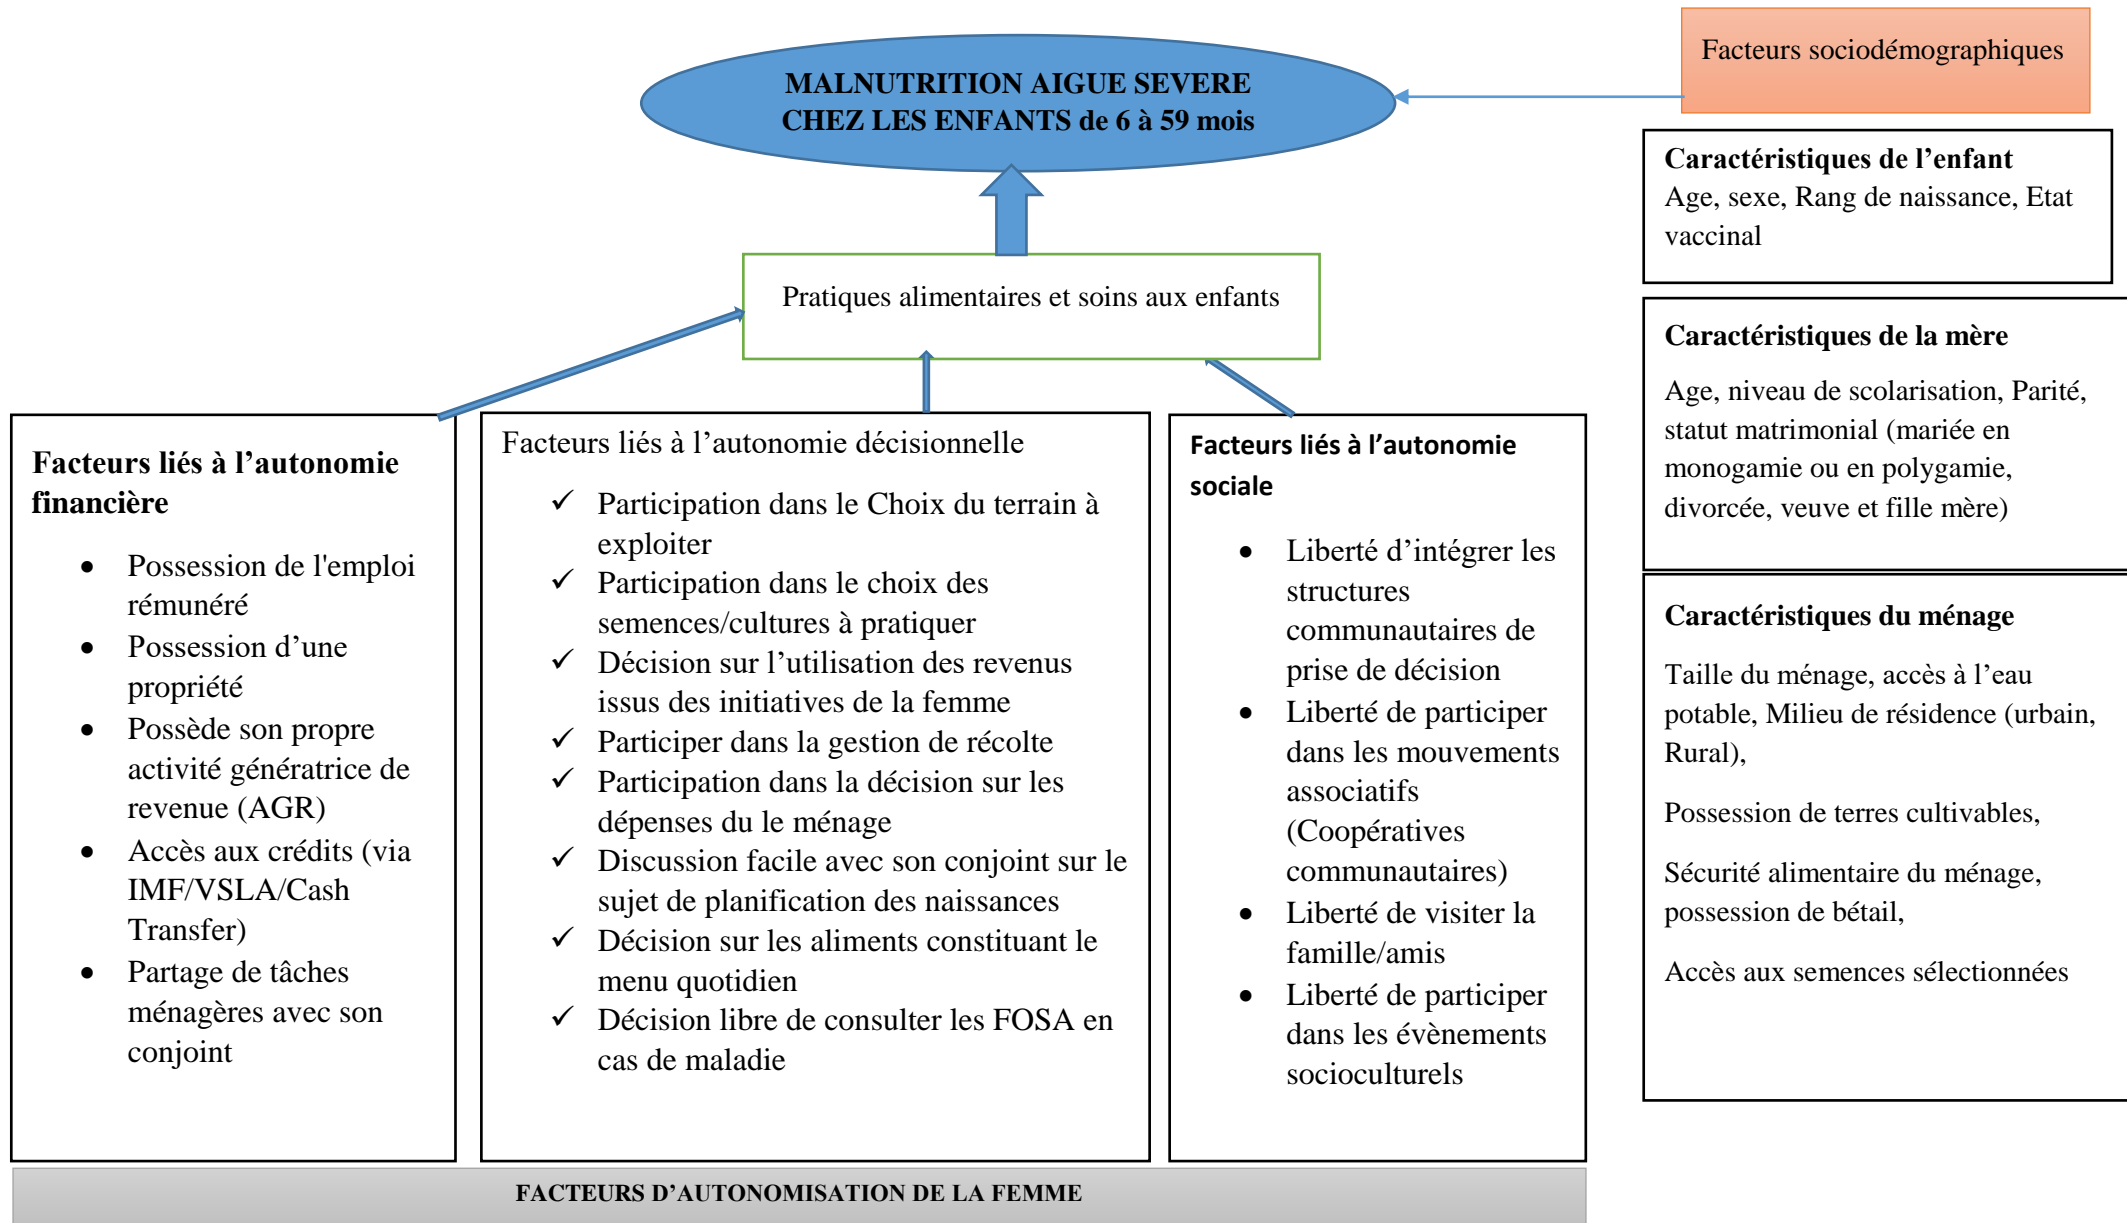 MALNUTRITION AIGUE SEVERE
CHEZ LES ENFANTS de 6 à 59 mois
Facteurs sociodémographiques
Pratiques alimentaires et soins aux enfants
Facteurs liés à l’autonomie
financière
• Possession de l'emploi
rémunéré
• Possession d’une
propriété
• Possède son propre
activité génératrice de
revenue (AGR)
• Accès aux crédits (via
IMF/VSLA/Cash
Transfer)
• Partage de tâches
ménagères avec son
conjoint
Facteurs liés à l’autonomie décisionnelle
✓ Participation dans le Choix du terrain à
exploiter
✓ Participation dans le choix des
semences/cultures à pratiquer
✓ Décision sur l’utilisation des revenus
issus des initiatives de la femme
✓ Participer dans la gestion de récolte
✓ Participation dans la décision sur les
dépenses du le ménage
✓ Discussion facile avec son conjoint sur le
sujet de planification des naissances
✓ Décision sur les aliments constituant le
menu quotidien
✓ Décision libre de consulter les FOSA en
cas de maladie
Facteurs liés à l’autonomie
sociale
• Liberté d’intégrer les
structures
communautaires de
prise de décision
• Liberté de participer
dans les mouvements
associatifs
(Coopératives
communautaires)
• Liberté de visiter la
famille/amis
• Liberté de participer
dans les évènements
socioculturels
Caractéristiques de l’enfant
Age, sexe, Rang de naissance, Etat
vaccinal
Caractéristiques de la mère
Age, niveau de scolarisation, Parité,
statut matrimonial (mariée en
monogamie ou en polygamie,
divorcée, veuve et fille mère)
Caractéristiques du ménage
Taille du ménage, accès à l’eau
potable, Milieu de résidence (urbain,
Rural),
Possession de terres cultivables,
Sécurité alimentaire du ménage,
possession de bétail,
Accès aux semences sélectionnées
FACTEURS D’AUTONOMISATION DE LA FEMME